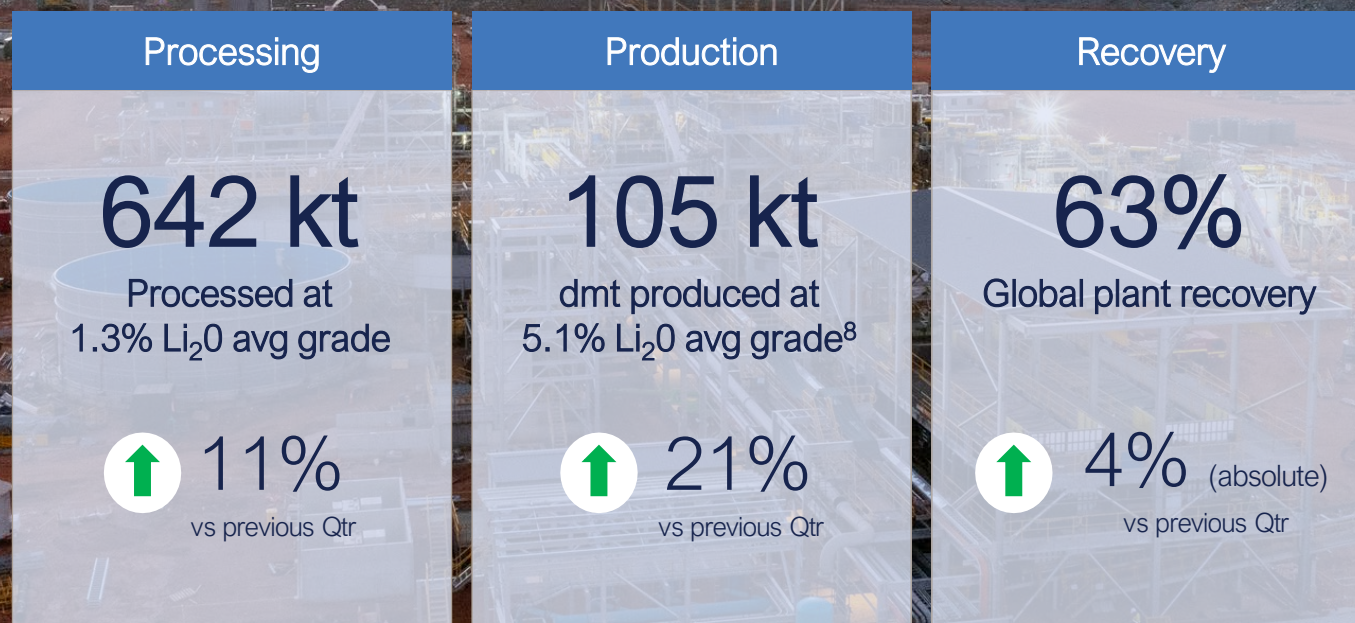 Processing
642 kt
Processed at
1.3% Li₂0 avg grade
11%
vs previous Qtr
Production
105 kt
dmt produced at
5.1% Li₂0 avg grade⁸
21%
vs previous Qtr
Recovery
63%
Global plant recovery
4% (absolute)
vs previous Qtr